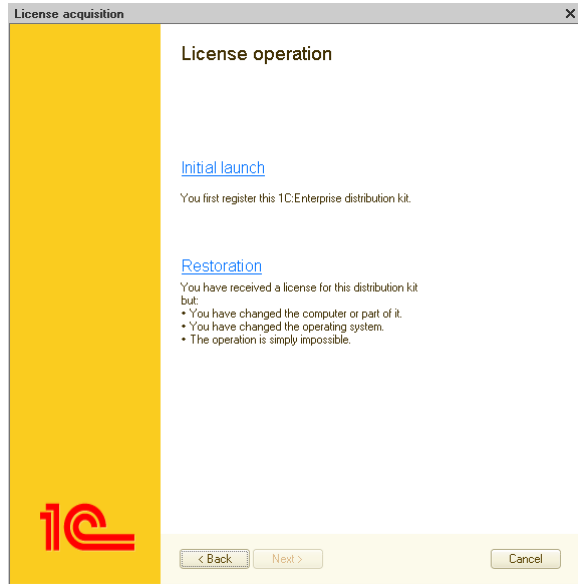 License acquisition
License operation
Initial launch
You first register this 1C:Enterprise distribution kit.
Restoration
You have received a license for this distribution kit
but:
• You have changed the computer or part of it.
• You have changed the operating system.
• The operation is simply impossible.
1C
< Back
Next >
Cancel